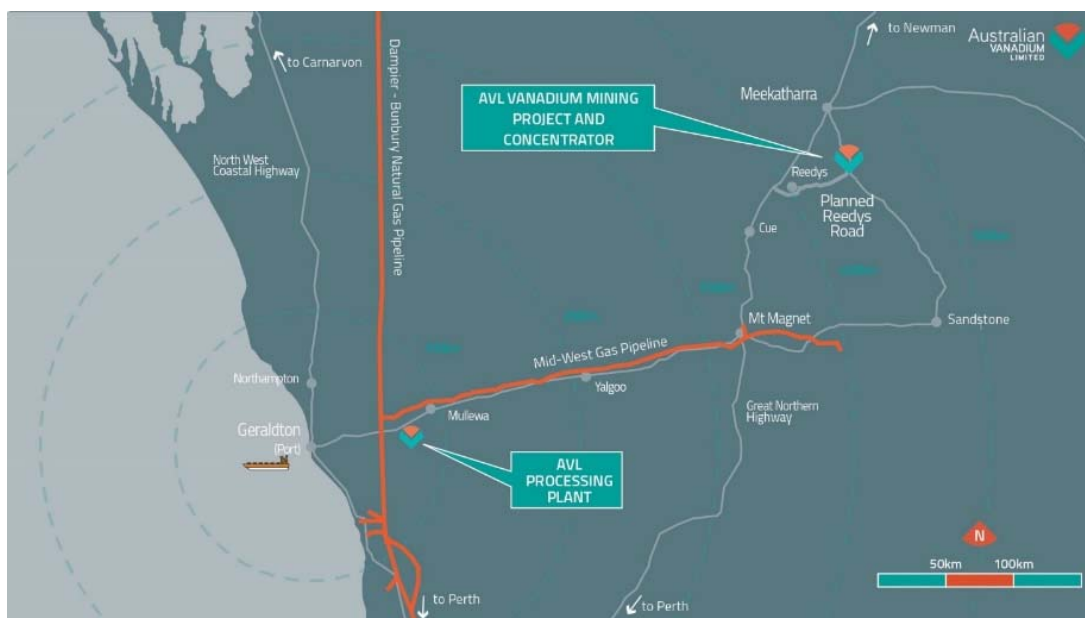 to Carnarvon
Dampier - Bunbury Natural Gas Pipeline
to Newman
Australian
VANADIUM
LIMITED
AVL VANADIUM MINING
PROJECT AND
CONCENTRATOR
Meekatharra
North West
Coastal Highway
Reedys
Planned
Reedys
Road
Cue
Mt Magnet
Sandstone
Mid-West Gas Pipeline
Northampton
Yalgoo
Mullewa
Great Northern
Highway
Geraldton
(Port)
AVL
PROCESSING
PLANT
N
50km
100km
to Perth
to Perth